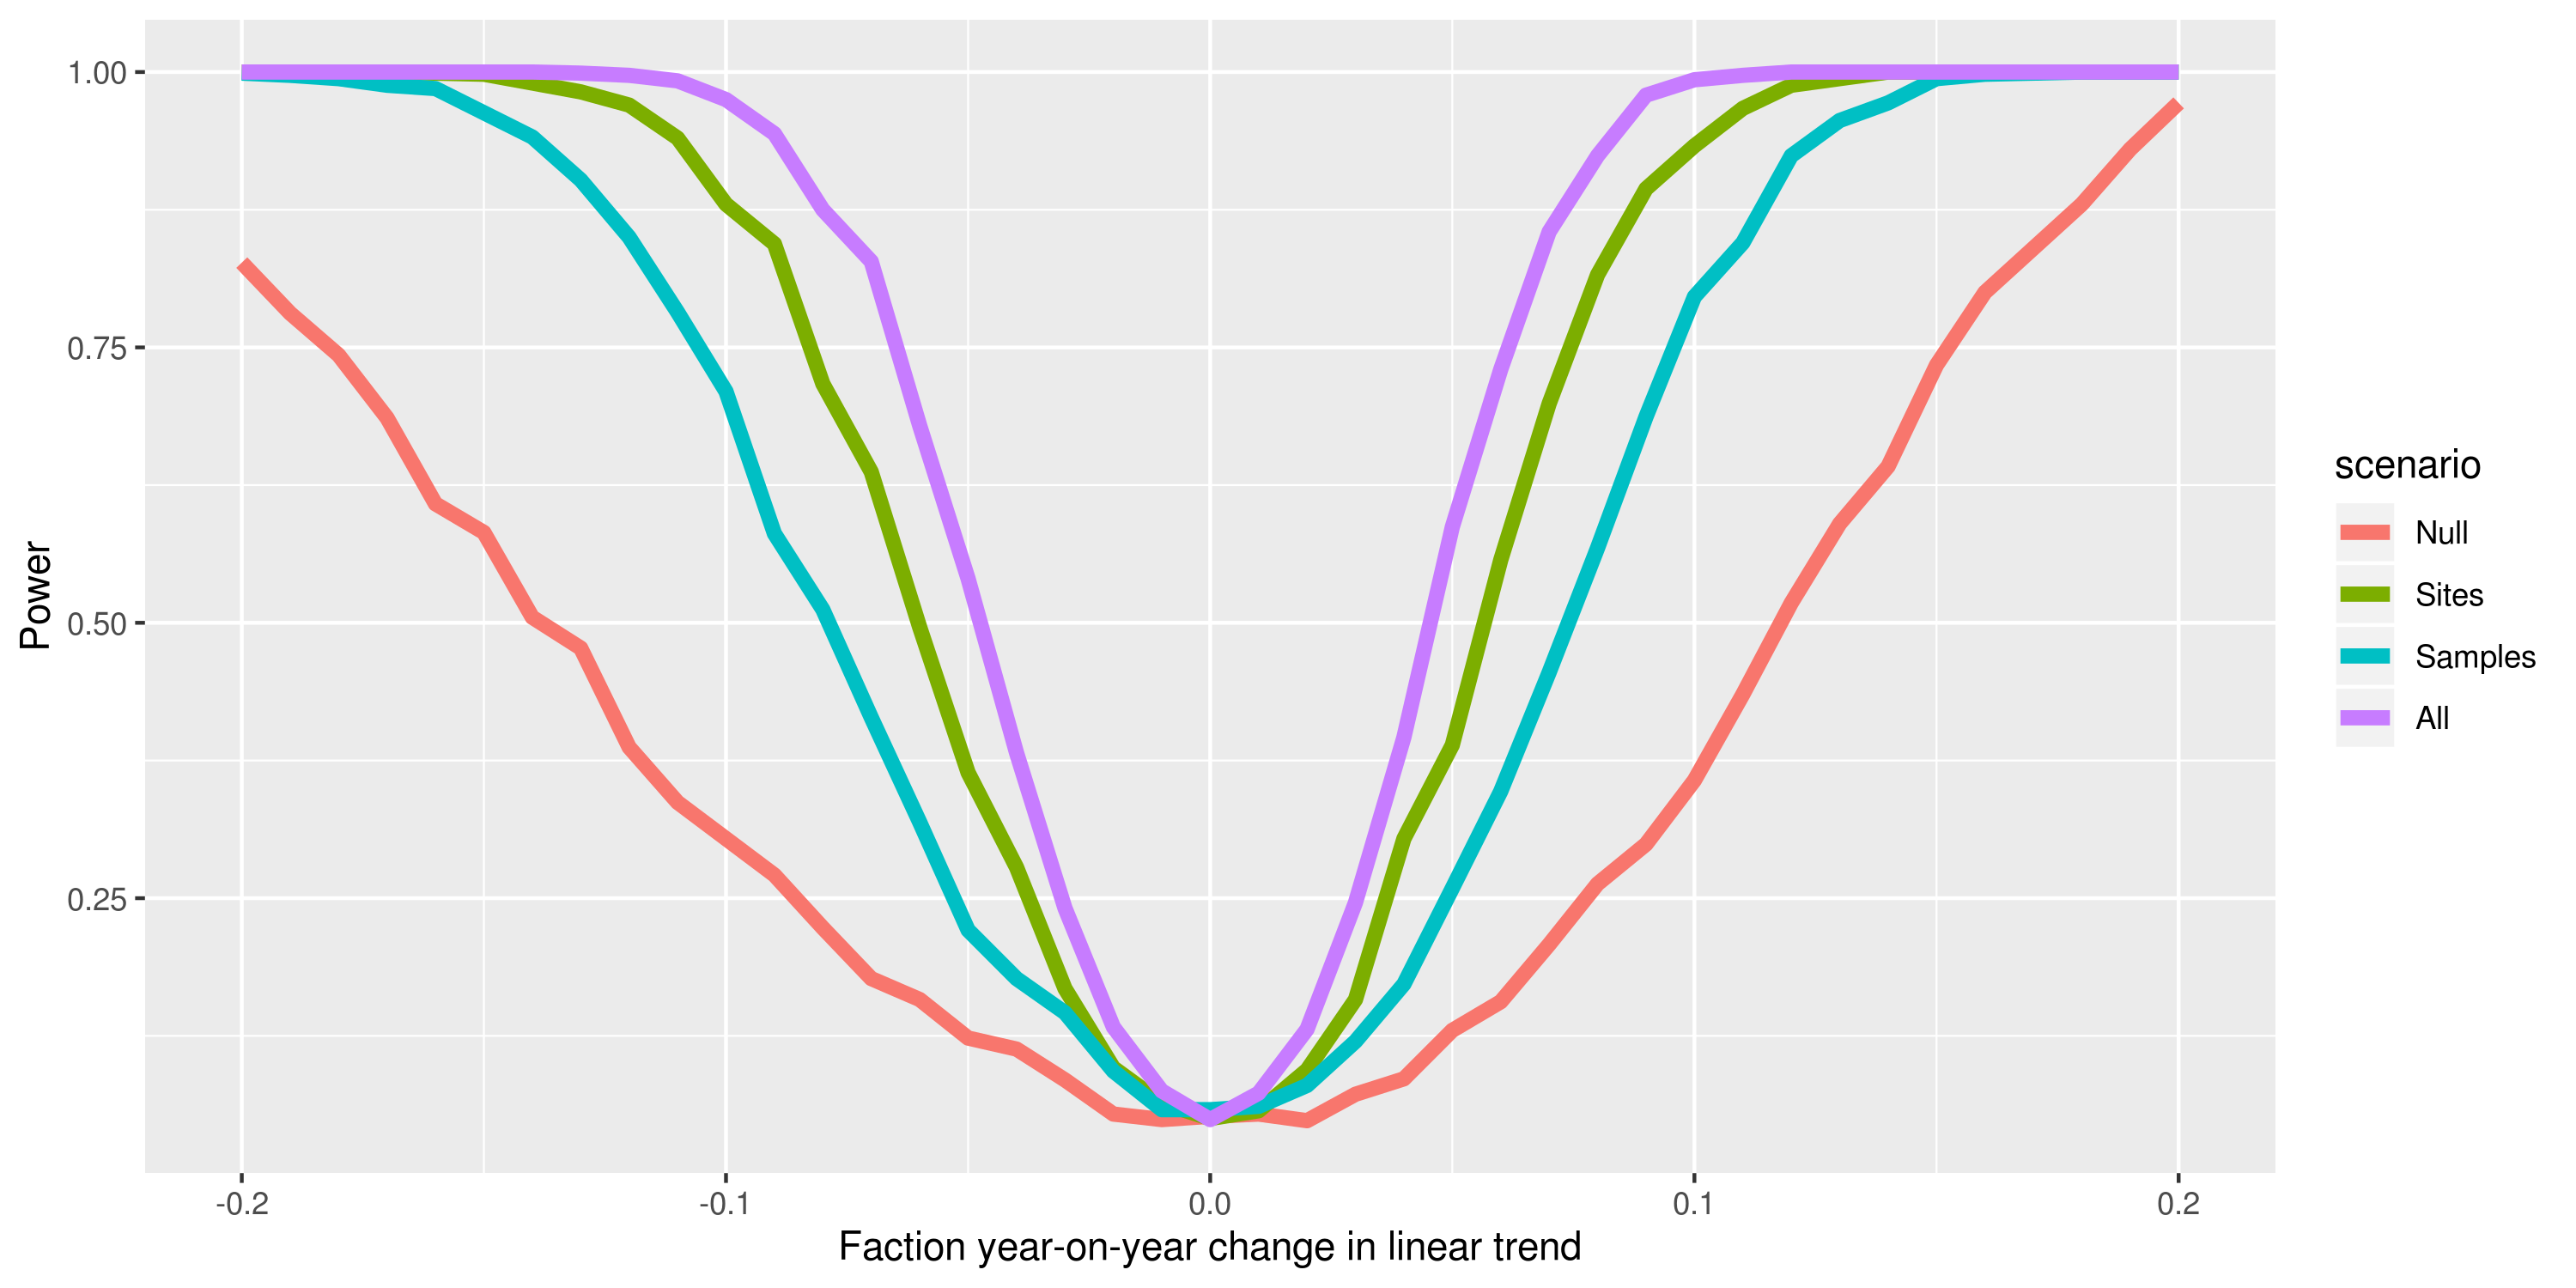 1.00
0.75
0.50
0.25
Power
-0.2
-0.1
0.0
0.1
0.2
Faction year-on-year change in linear trend
scenario
Null
Sites
Samples
All